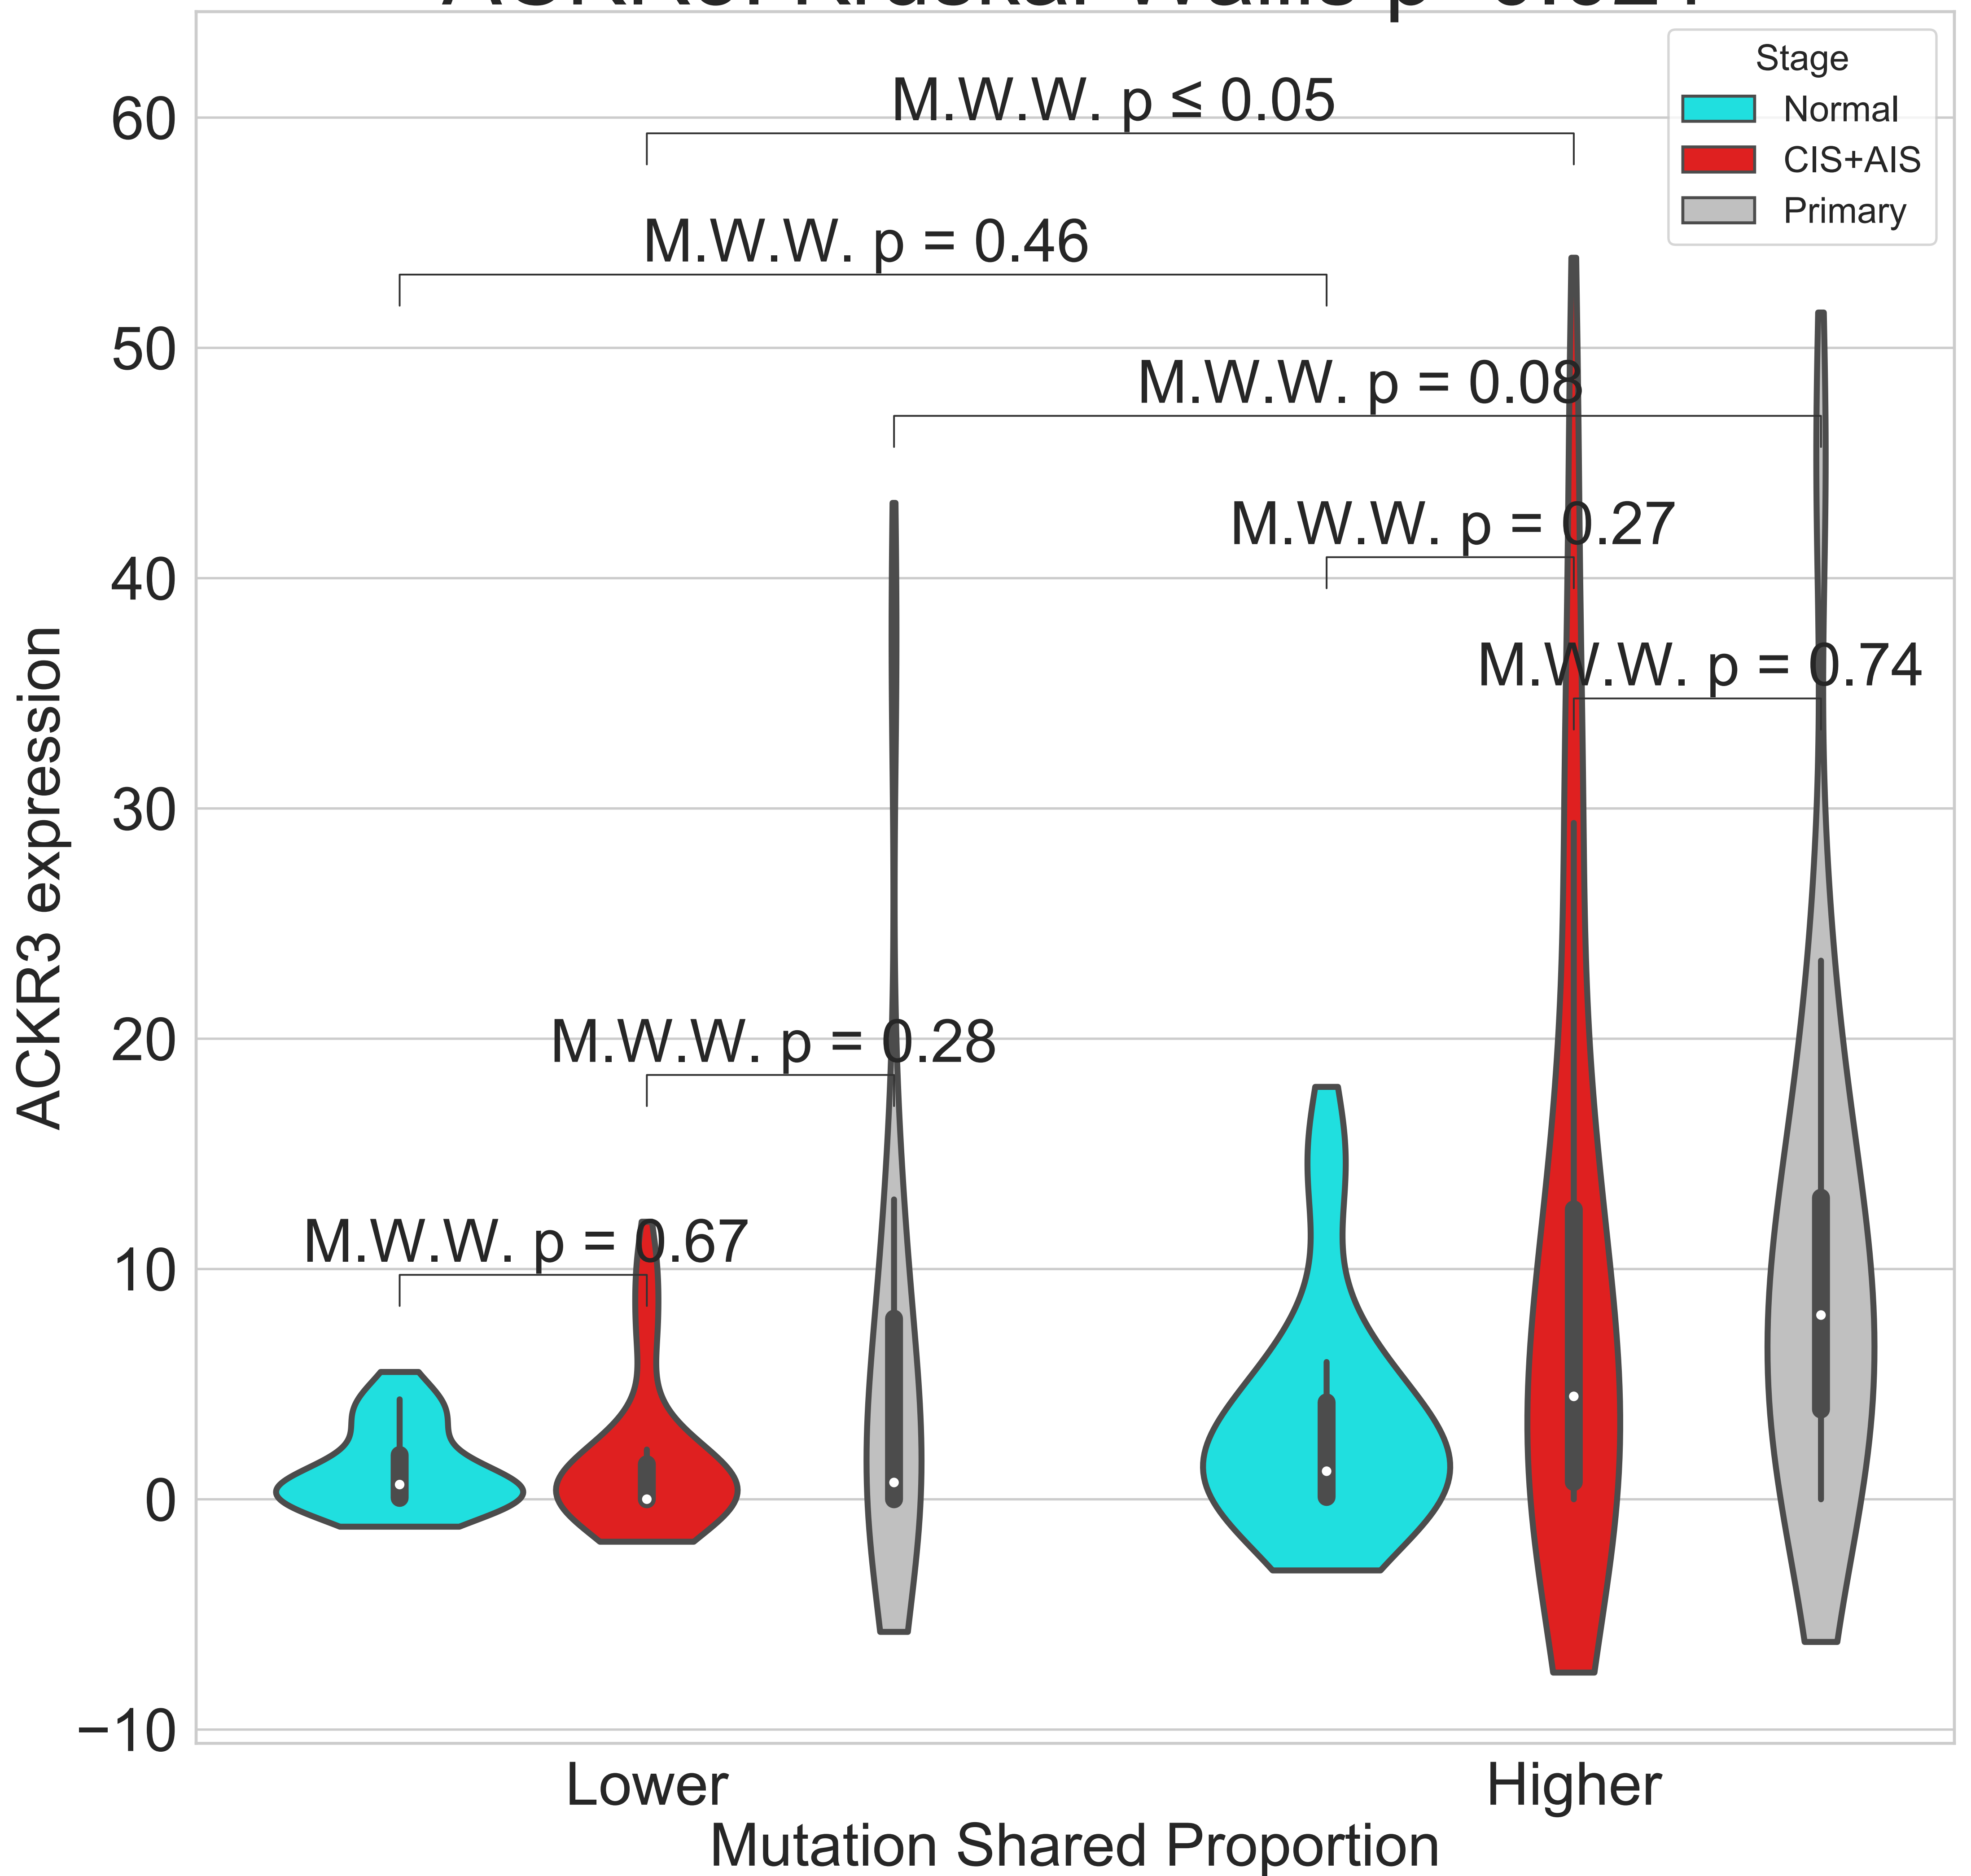 Stage
Normal
CIS+AIS
Primary
M.W.W. p ≤ 0.05
M.W.W. p = 0.46
M.W.W. p = 0.08
M.W.W. p = 0.27
M.W.W. p = 0.74
M.W.W. p = 0.28
M.W.W. p = 0.67
60
50
40
30
20
10
0
−10
ACKR3 expression
Lower
Higher
Mutation Shared Proportion